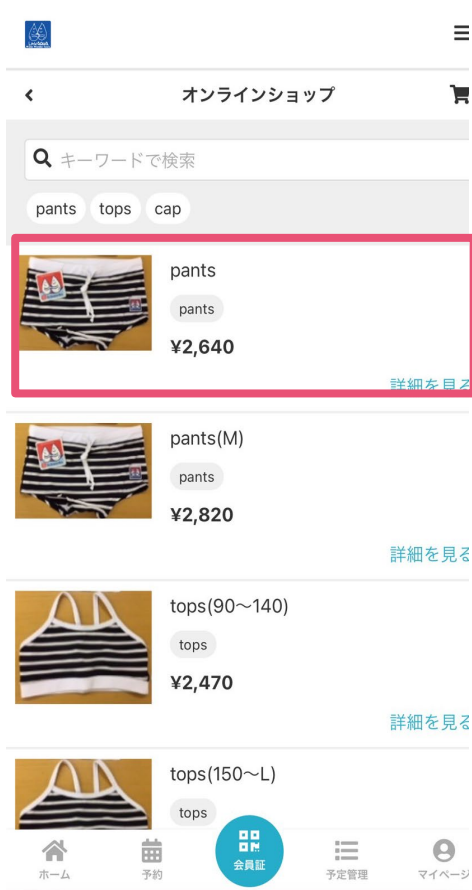 オンラインショップ
キーワードで検索
pants tops cap
pants
pants
¥2,640
詳細を見る
pants(M)
pants
¥2,820
詳細を見る
tops(90〜140)
tops
¥2,470
詳細を見る
tops(150〜L)
tops
ホーム 予約 会員証 予定管理 マイページ